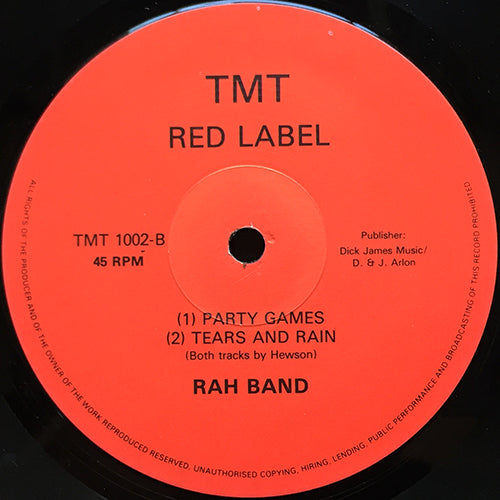 TMT
RED LABEL
TMT 1002-B
45 RPM
Publisher:
Dick James Music/
D. & J. Arlon
(1) PARTY GAMES
(2) TEARS AND RAIN
(Both tracks by Hewson)
RAH BAND
ALL RIGHTS OF THE PRODUCER AND OF THE OWNER OF THE WORK REPRODUCED RESERVED. UNAUTHORISED COPYING, HIRING, LENDING, PUBLIC PERFORMANCE AND BROADCASTING OF THIS RECORD PROHIBITED